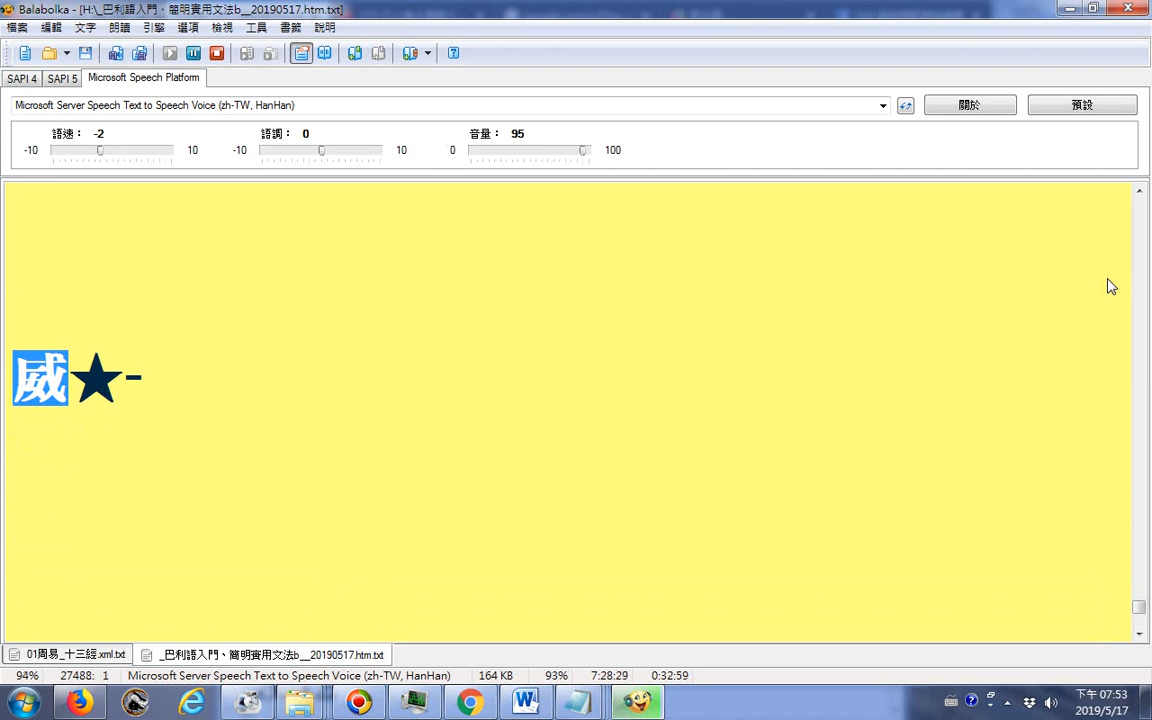 Balabolka - [H:\_巴利語入門、簡明實用文法b__20190517.htm.txt]
檔案 編輯 文字 朗讀 引擎 選項 檢視 工具 書籤 說明
SAPI 4 SAPI 5 Microsoft Speech Platform
Microsoft Server Speech Text to Speech Voice (zh-TW, HanHan) 關於 預設
語速： -2 語調： 0 音量： 95
-10 10 -10 10 0 100
威★-
01周易_十三經.xml.txt _巴利語入門、簡明實用文法b__20190517.htm.txt
94% 27488: 1 Microsoft Server Speech Text to Speech Voice (zh-TW, HanHan) 164 KB 93% 7:28:29 0:32:59
下午 07:53
2019/5/17